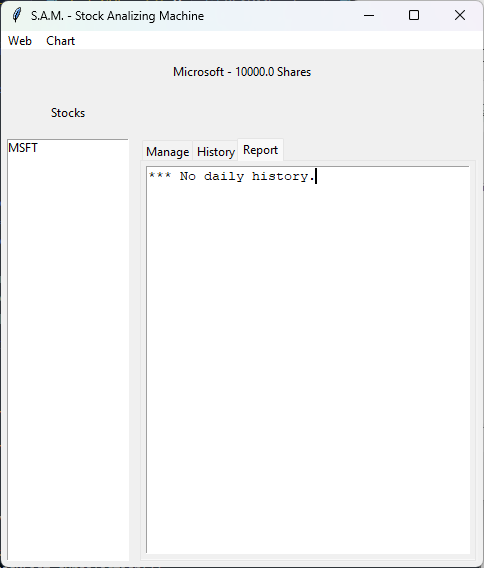 S.A.M. - Stock Analizing Machine
Web Chart
Microsoft - 10000.0 Shares
Stocks
MSFT
Manage History Report
*** No daily history.